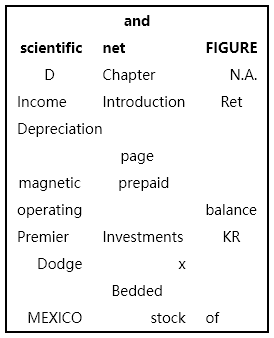 and
scientific net FIGURE
D Chapter N.A.
Income Introduction Ret
Depreciation
page
magnetic prepaid
operating balance
Premier Investments KR
Dodge x
Bedded
MEXICO stock of